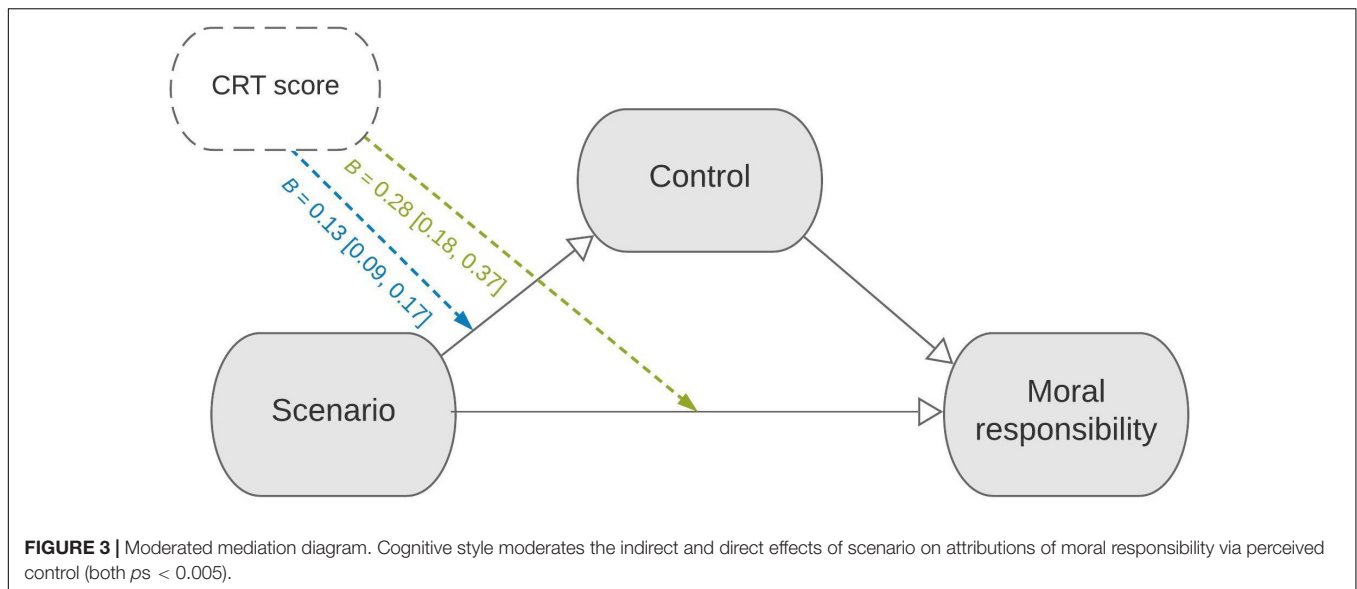 CRT score
Control
B = 0.28 [0.18, 0.37]
B = 0.13 [0.09, 0.17]
Scenario
Moral
responsibility
FIGURE 3 | Moderated mediation diagram. Cognitive style moderates the indirect and direct effects of scenario on attributions of moral responsibility via perceived
control (both ps < 0.005).